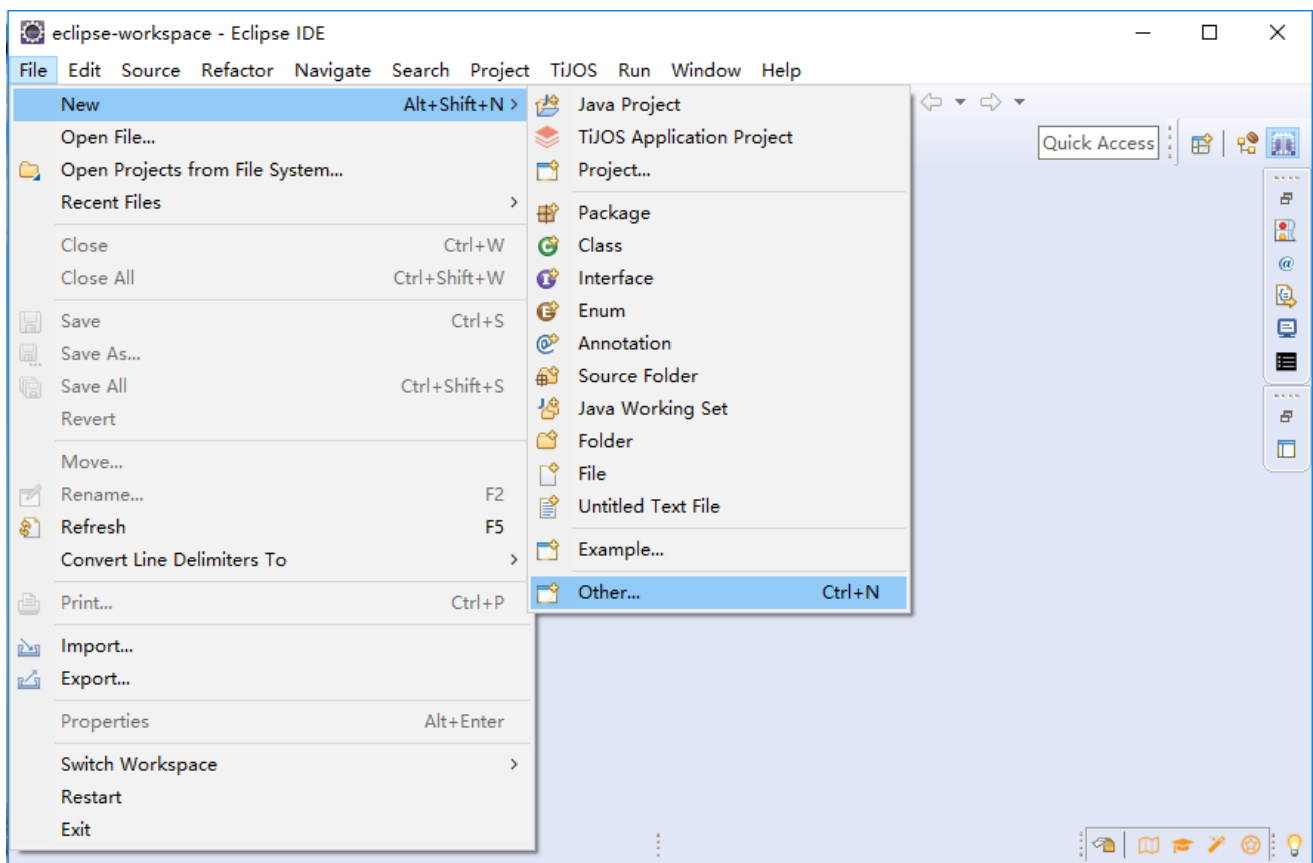 eclipse-workspace - Eclipse IDE
File Edit Source Refactor Navigate Search Project TiJOS Run Window Help
New Alt+Shift+N
Open File...
Open Projects from File System...
Recent Files
Close Ctrl+W
Close All Ctrl+Shift+W
Save Ctrl+S
Save As...
Save All Ctrl+Shift+S
Revert
Move...
Rename... F2
Refresh F5
Convert Line Delimiters To
Print... Ctrl+P
Import...
Export...
Properties Alt+Enter
Switch Workspace
Restart
Exit
Java Project
TiJOS Application Project
Project...
Package
Class
Interface
Enum
Annotation
Source Folder
Java Working Set
Folder
File
Untitled Text File
Example...
Other... Ctrl+N
Quick Access